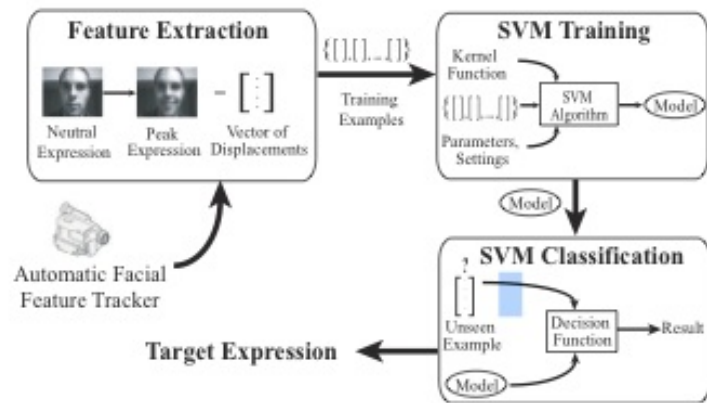 Feature Extraction
Neutral
Expression
Peak
Expression
Vector of
Displacements
{[ ],[ ],...,[ ]}
Training
Examples
SVM Training
Kernel
Function
{[ ],[ ],...,[ ]}
Parameters,
Settings
SVM
Algorithm
Model
Model
SVM Classification
?
Unseen
Example
Model
Decision
Function
Result
Target Expression
Automatic Facial
Feature Tracker